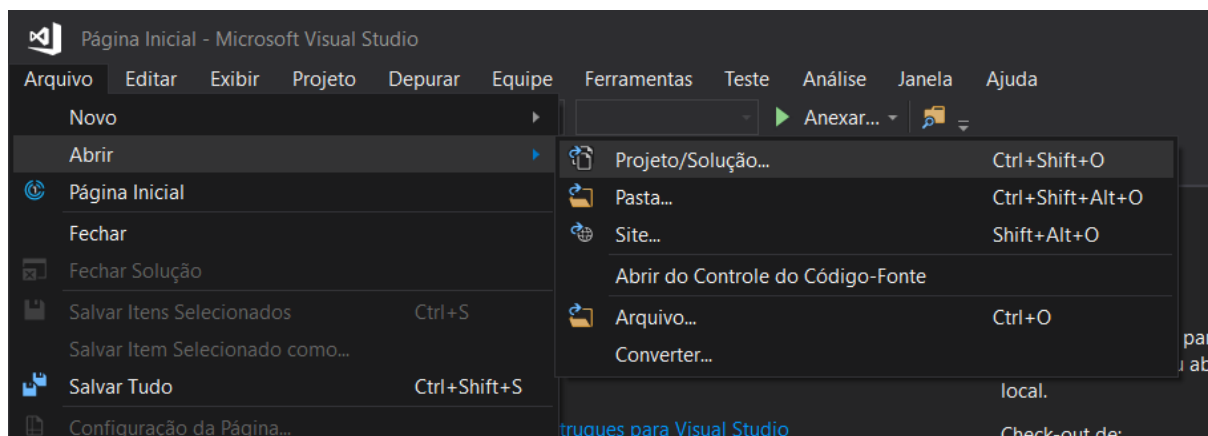 Página Inicial - Microsoft Visual Studio
Arquivo Editar Exibir Projeto Depurar Equipe Ferramentas Teste Análise Janela Ajuda
Anexar...
Novo
Abrir
Página Inicial
Fechar
Fechar Solução
Salvar Itens Selecionados Ctrl+S
Salvar Item Selecionado como...
Salvar Tudo Ctrl+Shift+S
Configuração da Página...
Projeto/Solução... Ctrl+Shift+O
Pasta... Ctrl+Shift+Alt+O
Site... Shift+Alt+O
Abrir do Controle do Código-Fonte
Arquivo... Ctrl+O
Converter...
local.
para Visual Studio
Check-out de: